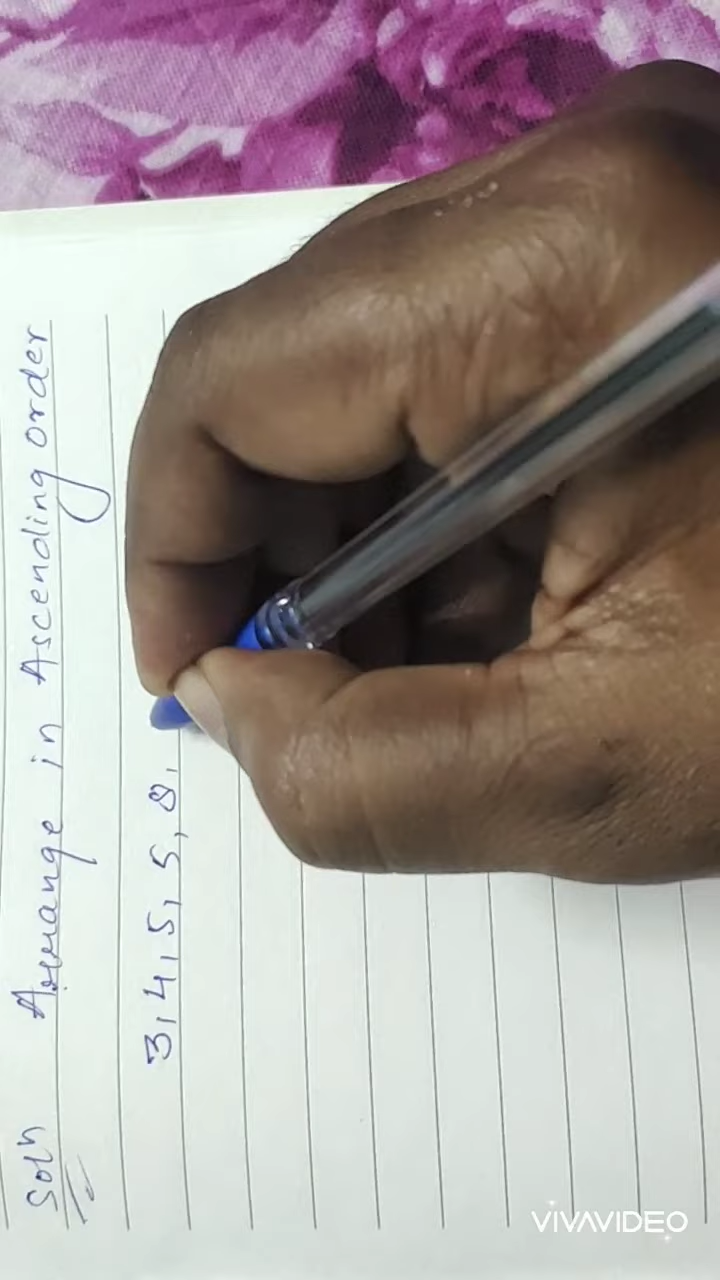 Soln Arrange in Ascending order
3, 4, 5, 5, 8,
VIVAVIDEO